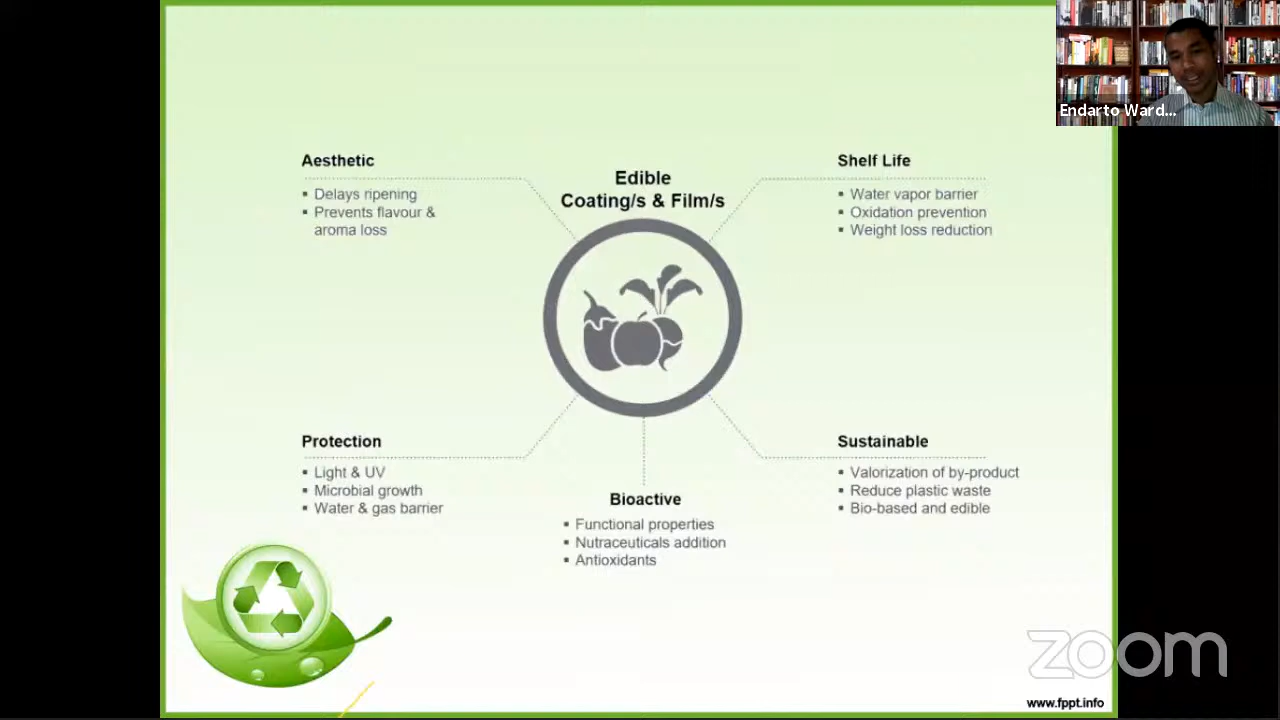 Endarto Ward...
Edible
Coating/s & Film/s
Aesthetic
▪ Delays ripening
▪ Prevents flavour &
aroma loss
Shelf Life
▪ Water vapor barrier
▪ Oxidation prevention
▪ Weight loss reduction
Protection
▪ Light & UV
▪ Microbial growth
▪ Water & gas barrier
Bioactive
▪ Functional properties
▪ Nutraceuticals addition
▪ Antioxidants
Sustainable
▪ Valorization of by-product
▪ Reduce plastic waste
▪ Bio-based and edible
zoom
www.fppt.info